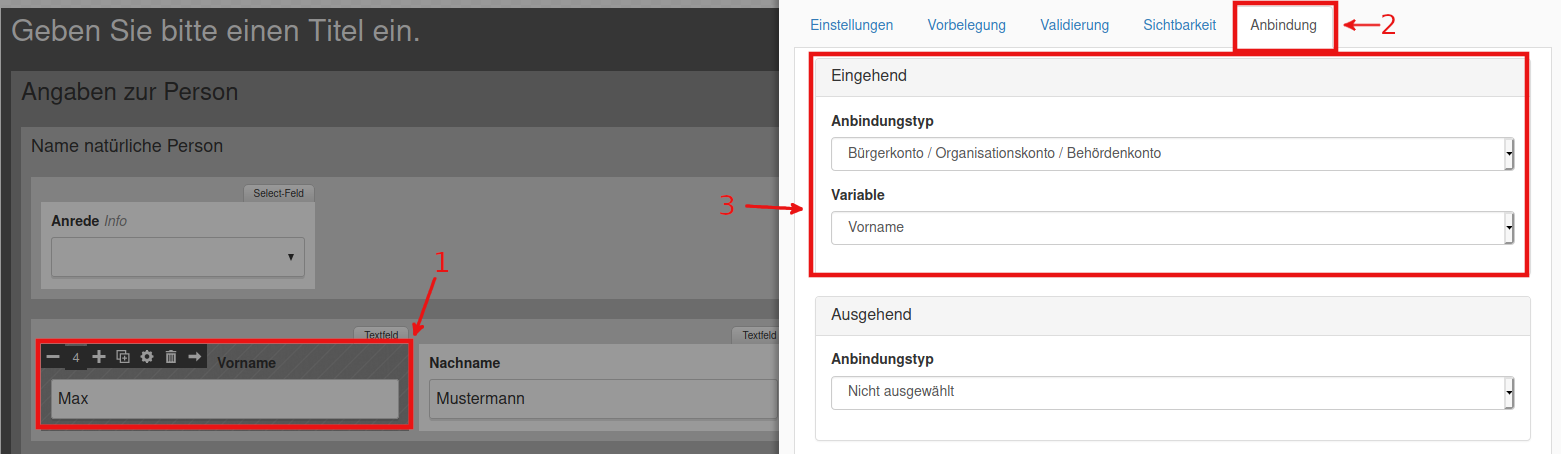 Geben Sie bitte einen Titel ein.
Angaben zur Person
Name natürliche Person
Select-Feld
Anrede Info
Textfeld
Textfeld
4
Vorname
Nachname
Max
Mustermann
1
Einstellungen
Vorbelegung
Validierung
Sichtbarkeit
Anbindung
2
Eingehend
Anbindungstyp
Bürgerkonto / Organisationskonto / Behördenkonto
Variable
3
Vorname
Ausgehend
Anbindungstyp
Nicht ausgewählt